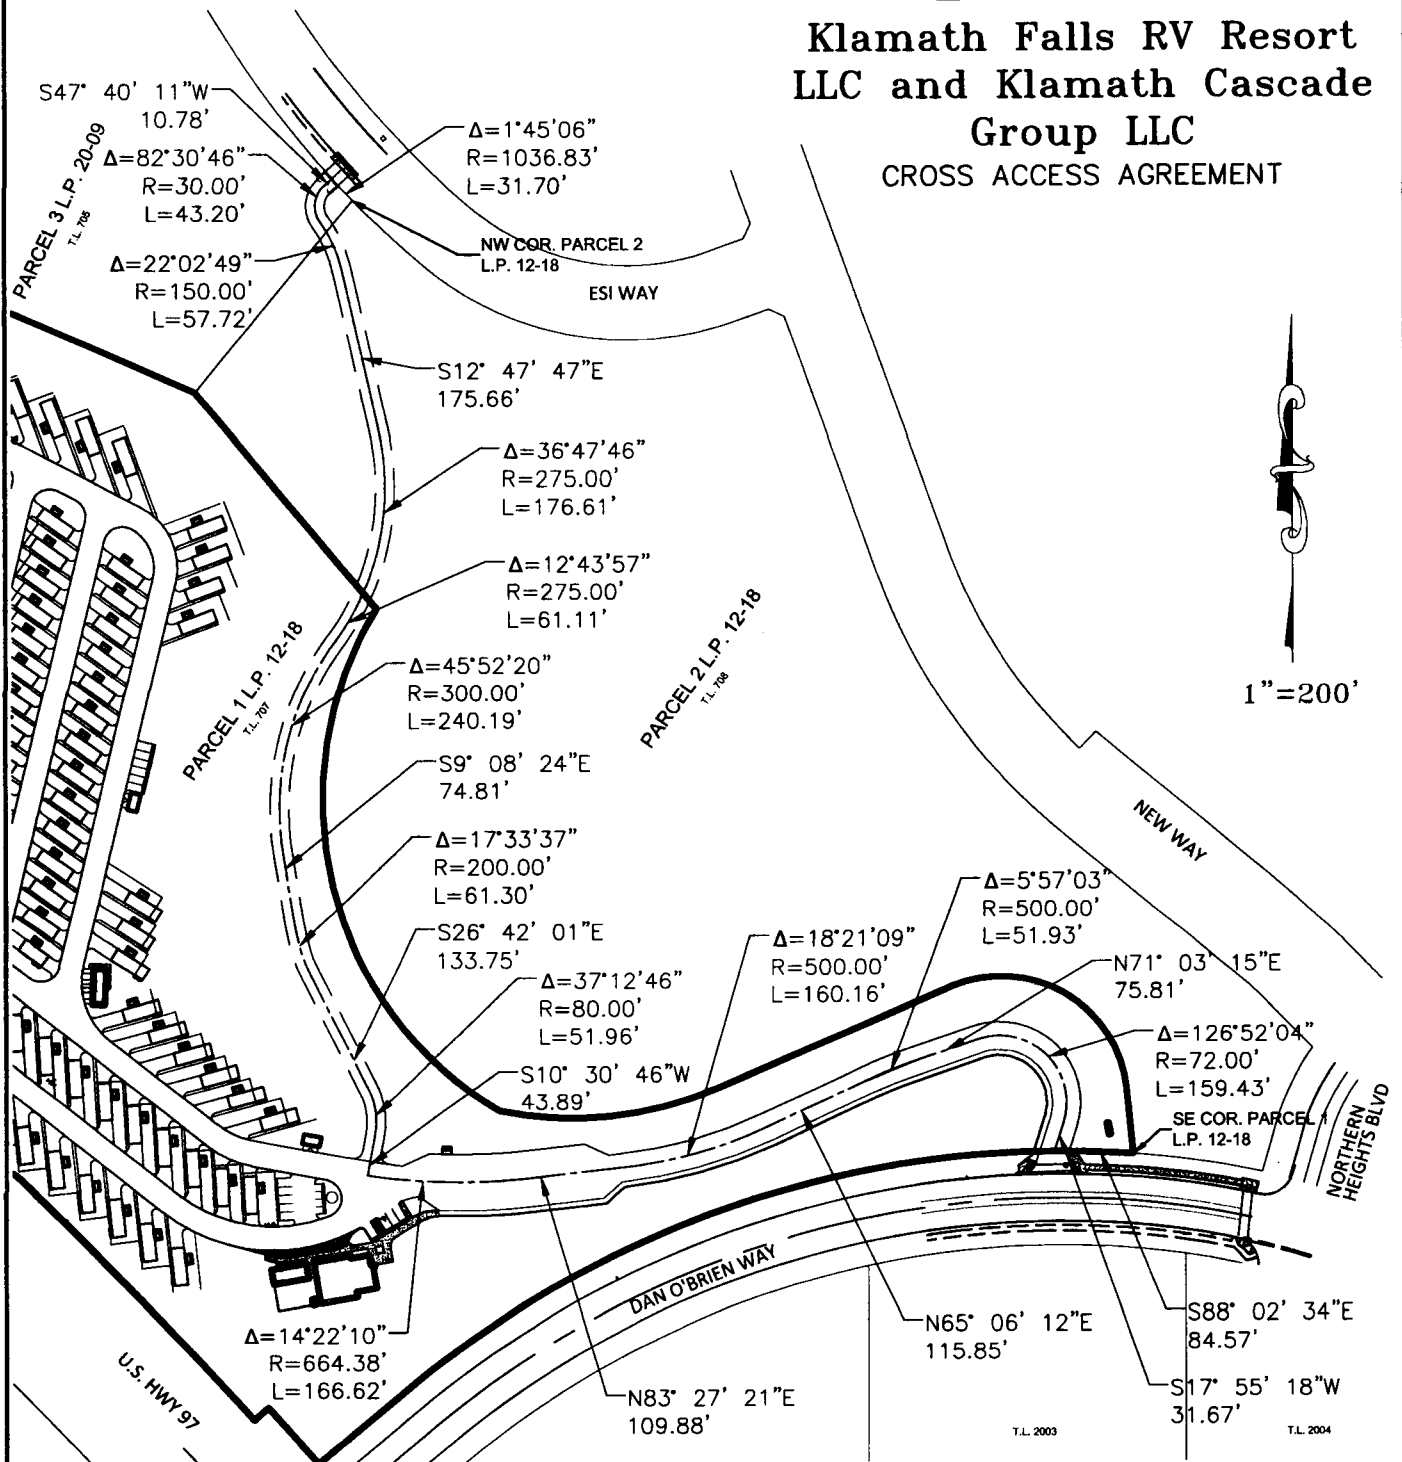 Klamath Falls RV Resort
LLC and Klamath Cascade
Group LLC
CROSS ACCESS AGREEMENT
S47° 40' 11"W
10.78'
Δ=82°30'46"
R=30.00'
L=43.20'
Δ=22°02'49"
R=150.00'
L=57.72'
PARCEL 3 L.P. 20-09
T.L. 705
Δ=1°45'06"
R=1036.83'
L=31.70'
NW COR. PARCEL 2
L.P. 12-18
ESI WAY
S12° 47' 47"E
175.66'
Δ=36°47'46"
R=275.00'
L=176.61'
Δ=12°43'57"
R=275.00'
L=61.11'
PARCEL 1 L.P. 12-18
T.L. 707
PARCEL 2 L.P. 12-18
T.L. 708
1"=200'
Δ=45°52'20"
R=300.00'
L=240.19'
S9° 08' 24"E
74.81'
Δ=17°33'37"
R=200.00'
L=61.30'
S26° 42' 01"E
133.75'
Δ=37°12'46"
R=80.00'
L=51.96'
S10° 30' 46"W
43.89'
NEW WAY
Δ=5°57'03"
R=500.00'
L=51.93'
Δ=18°21'09"
R=500.00'
L=160.16'
N71° 03' 15"E
75.81'
Δ=126°52'04"
R=72.00'
L=159.43'
SE COR. PARCEL 1
L.P. 12-18
NORTHERN
HEIGHTS BLVD
DAN O'BRIEN WAY
U.S. HWY 97
Δ=14°22'10"
R=664.38'
L=166.62'
N83° 27' 21"E
109.88'
N65° 06' 12"E
115.85'
S88° 02' 34"E
84.57'
S17° 55' 18"W
31.67'
T.L. 2003
T.L. 2004